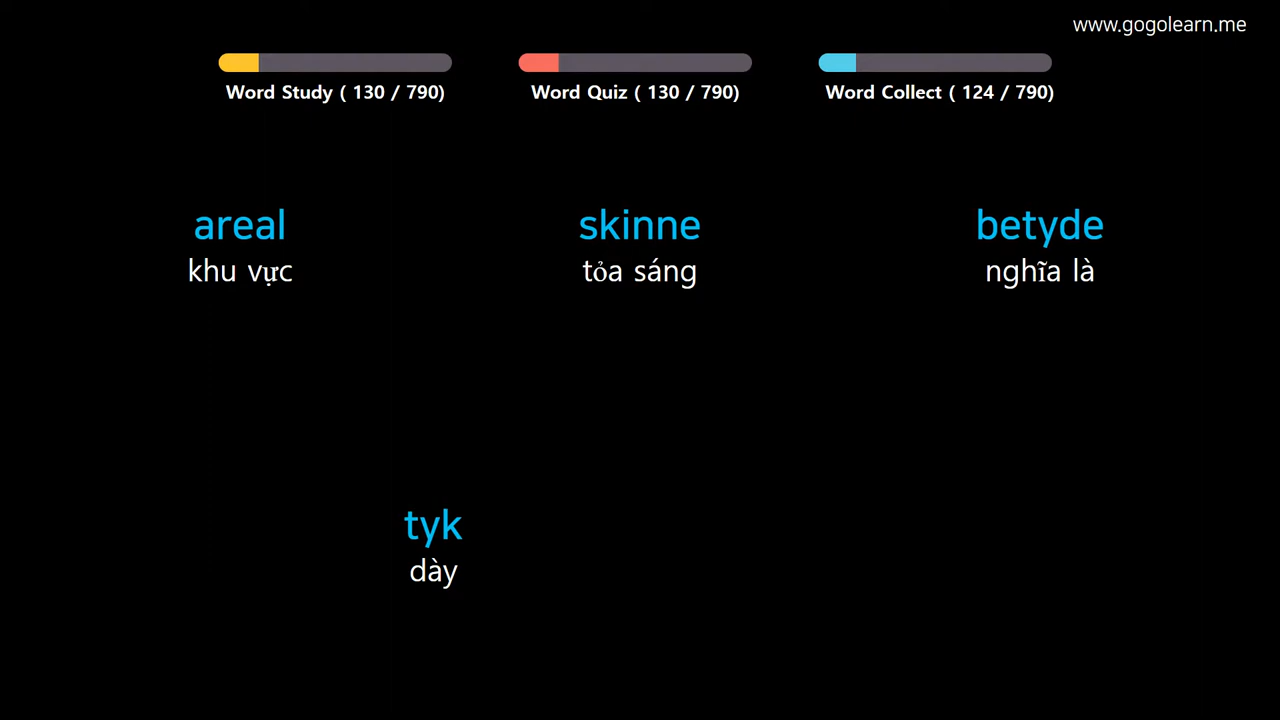 www.gogolearn.me
Word Study ( 130 / 790)
Word Quiz ( 130 / 790)
Word Collect ( 124 / 790)
areal
khu vực
skinne
tỏa sáng
betyde
nghĩa là
tyk
dày